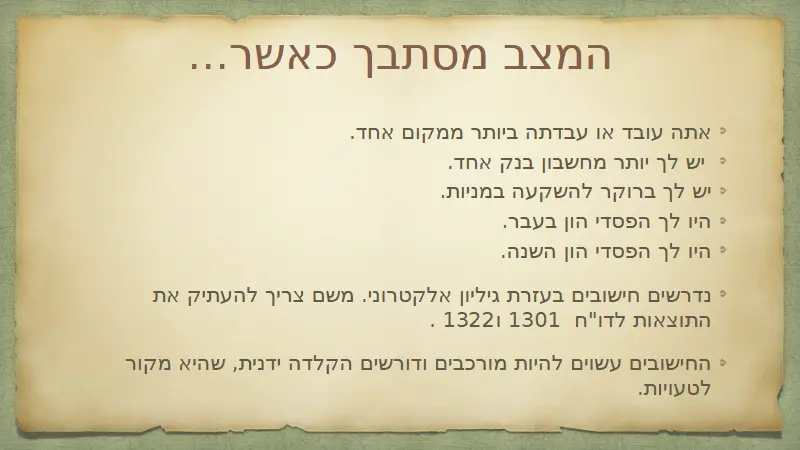 המצב מסתבך כאשר...
אתה עובד או עבדתה ביותר ממקום אחד.
יש לך יותר מחשבון בנק אחד.
יש לך ברוקר להשקעה במניות.
היו לך הפסדי הון בעבר.
היו לך הפסדי הון השנה.
נדרשים חישובים בעזרת גיליון אלקטרוני. משם צריך להעתיק את
התוצאות לדו"ח 1301 ו1322 .
החישובים עשוים להיות מורכבים ודורשים הקלדה ידנית, שהיא מקור
לטעויות.